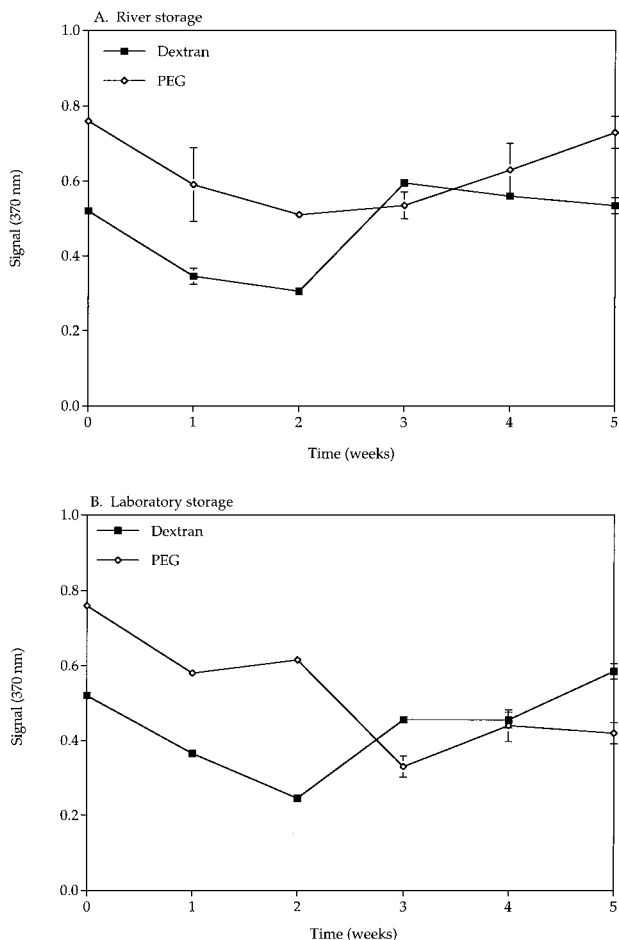 A. River storage
1.0
Dextran
PEG
0.8
0.6
0.4
0.2
0.0
Signal (370 nm)
0 1 2 3 4 5
Time (weeks)
B. Laboratory storage
1.0
Dextran
PEG
0.8
0.6
0.4
0.2
0.0
Signal (370 nm)
0 1 2 3 4 5
Time (weeks)